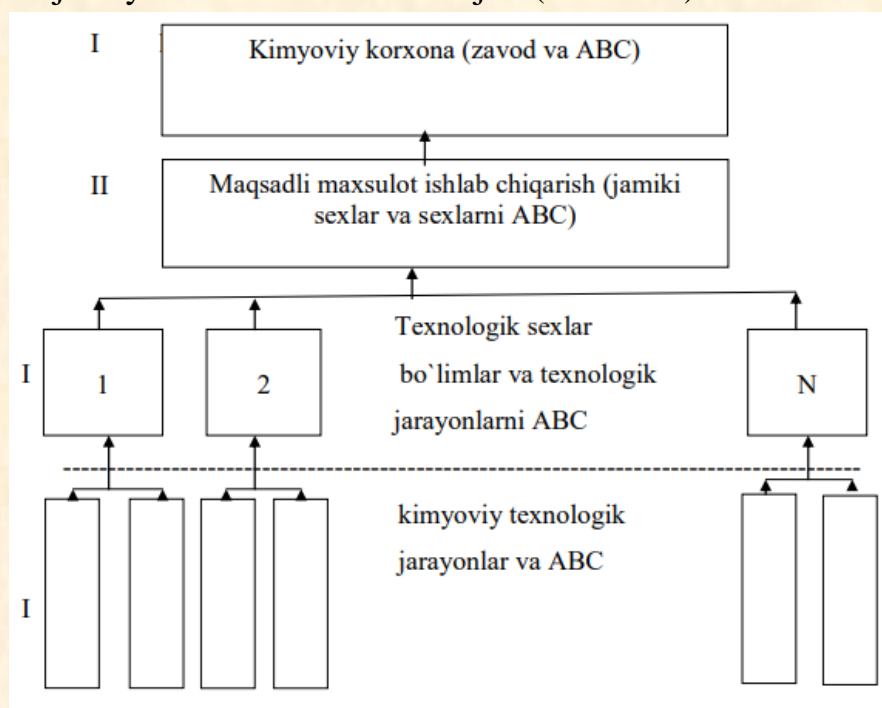 I
Kimyoviy korxona (zavod va ABC)
II
Maqsadli maxsulot ishlab chiqarish (jamiki
sexlar va sexlarni ABC)
Texnologik sexlar
I
1
2
bo`limlar va texnologik
N
jarayonlarni ABC
kimyoviy texnologik
jarayonlar va ABC
I